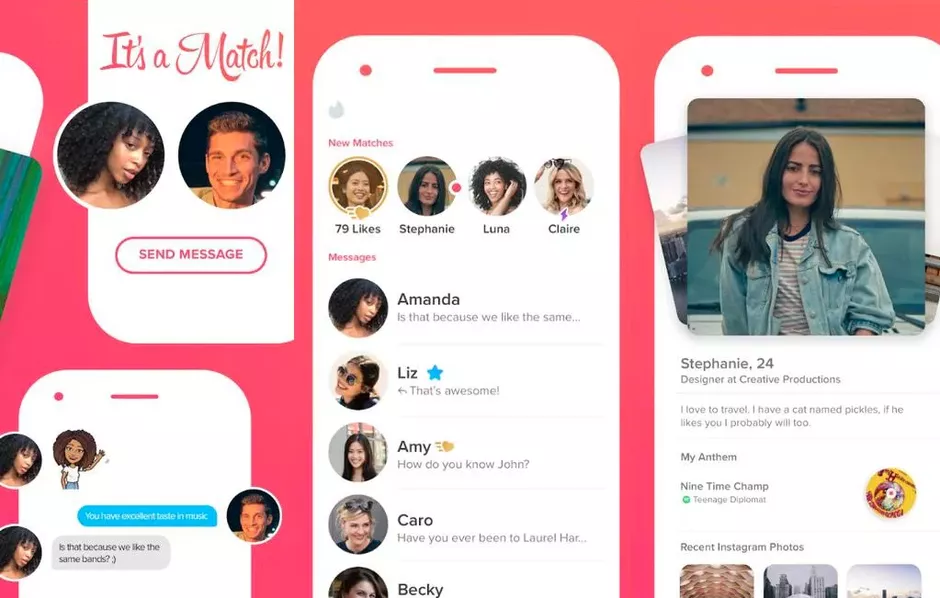 It's a Match!
SEND MESSAGE
You have excellent taste in music
Is that because we like the
same bands? ;)
New Matches
79 Likes
Stephanie
Luna
Claire
Messages
Amanda
Is that because we like the same...
Liz
That's awesome!
Amy
How do you know John?
Caro
Have you ever been to Laurel Har...
Becky
Stephanie, 24
Designer at Creative Productions
I love to travel. I have a cat named pickles, if he
likes you I probably will too.
My Anthem
Nine Time Champ
Teenage Diplomat
Recent Instagram Photos